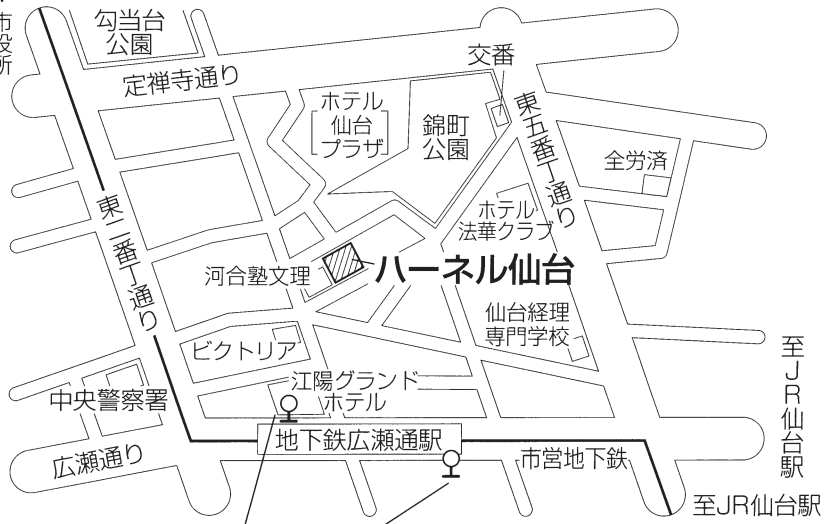 市役所
勾当台
公園
定禅寺通り
交番
ホテル
仙台
プラザ
錦町
公園
東五番丁通り
全労済
東二番丁通り
ホテル
法華クラブ
河合塾文理
ハーネル仙台
仙台経理
専門学校
ビクトリア
至JR仙台駅
江陽グランド
ホテル
中央警察署
地下鉄広瀬通駅
広瀬通り
市営地下鉄
至JR仙台駅